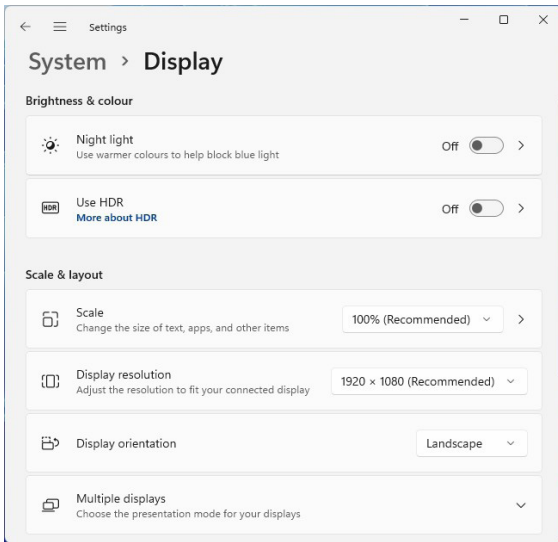 Settings
System > Display
Brightness & colour
Night light
Use warmer colours to help block blue light
Off
HDR
Use HDR
More about HDR
Off
Scale & layout
Scale
Change the size of text, apps, and other items
100% (Recommended)
Display resolution
Adjust the resolution to fit your connected display
1920 × 1080 (Recommended)
Display orientation
Landscape
Multiple displays
Choose the presentation mode for your displays